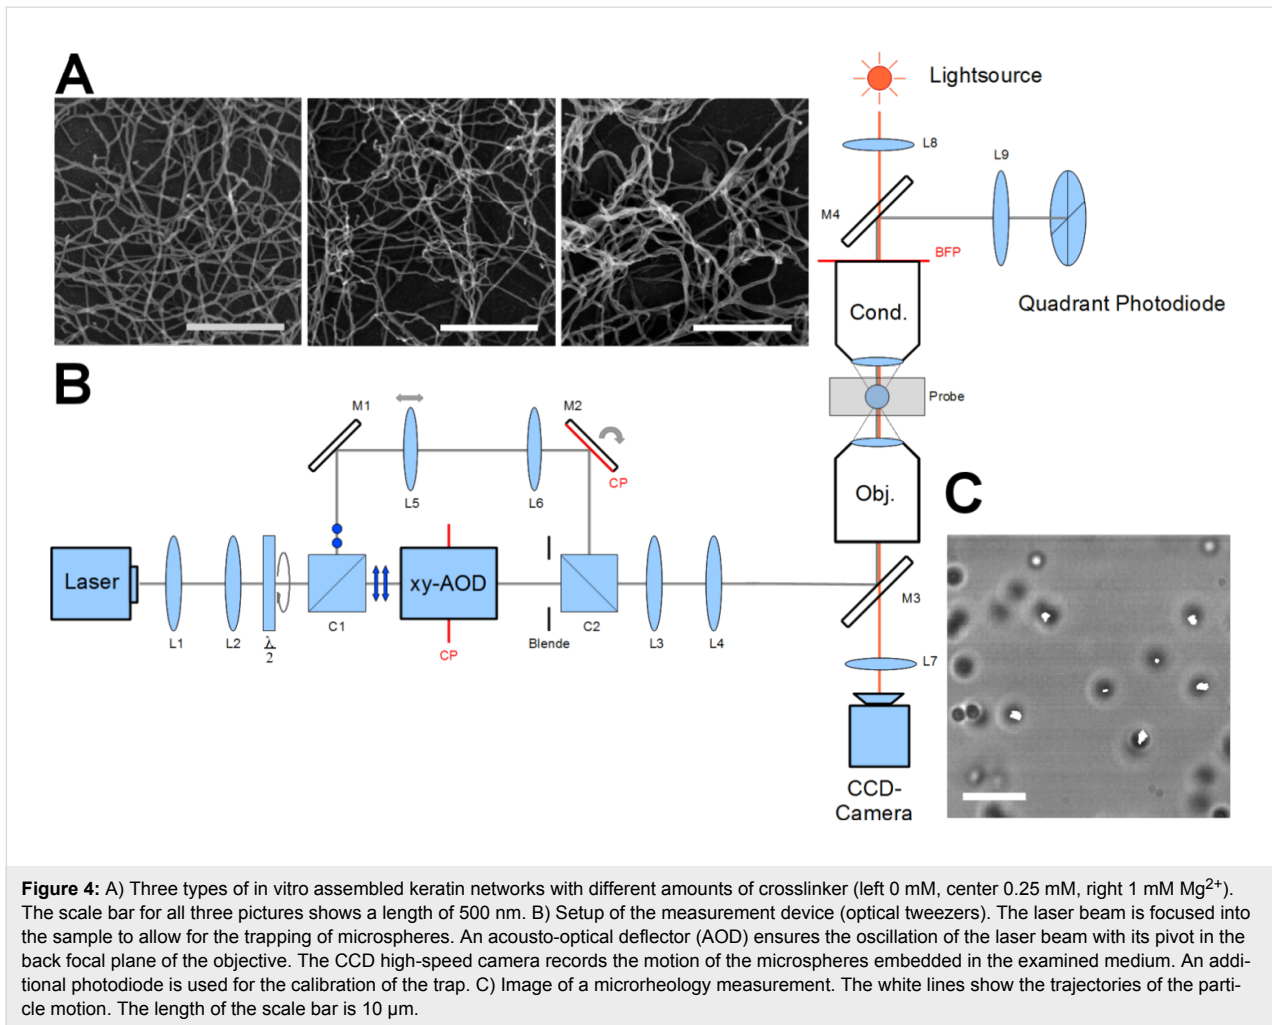 A
Lightsource
L8
L9
M4
BFP
Cond.
Quadrant Photodiode
Probe
B
M1
M2
L5
L6
CP
Obj.
C
Laser
xy-AOD
M3
L1
L2
λ
2
C1
CP
Blende
C2
L3
L4
L7
CCD-
Camera
Figure 4: A) Three types of in vitro assembled keratin networks with different amounts of crosslinker (left 0 mM, center 0.25 mM, right 1 mM Mg2+).
The scale bar for all three pictures shows a length of 500 nm. B) Setup of the measurement device (optical tweezers). The laser beam is focused into
the sample to allow for the trapping of microspheres. An acousto-optical deflector (AOD) ensures the oscillation of the laser beam with its pivot in the
back focal plane of the objective. The CCD high-speed camera records the motion of the microspheres embedded in the examined medium. An addi-
tional photodiode is used for the calibration of the trap. C) Image of a microrheology measurement. The white lines show the trajectories of the parti-
cle motion. The length of the scale bar is 10 μm.